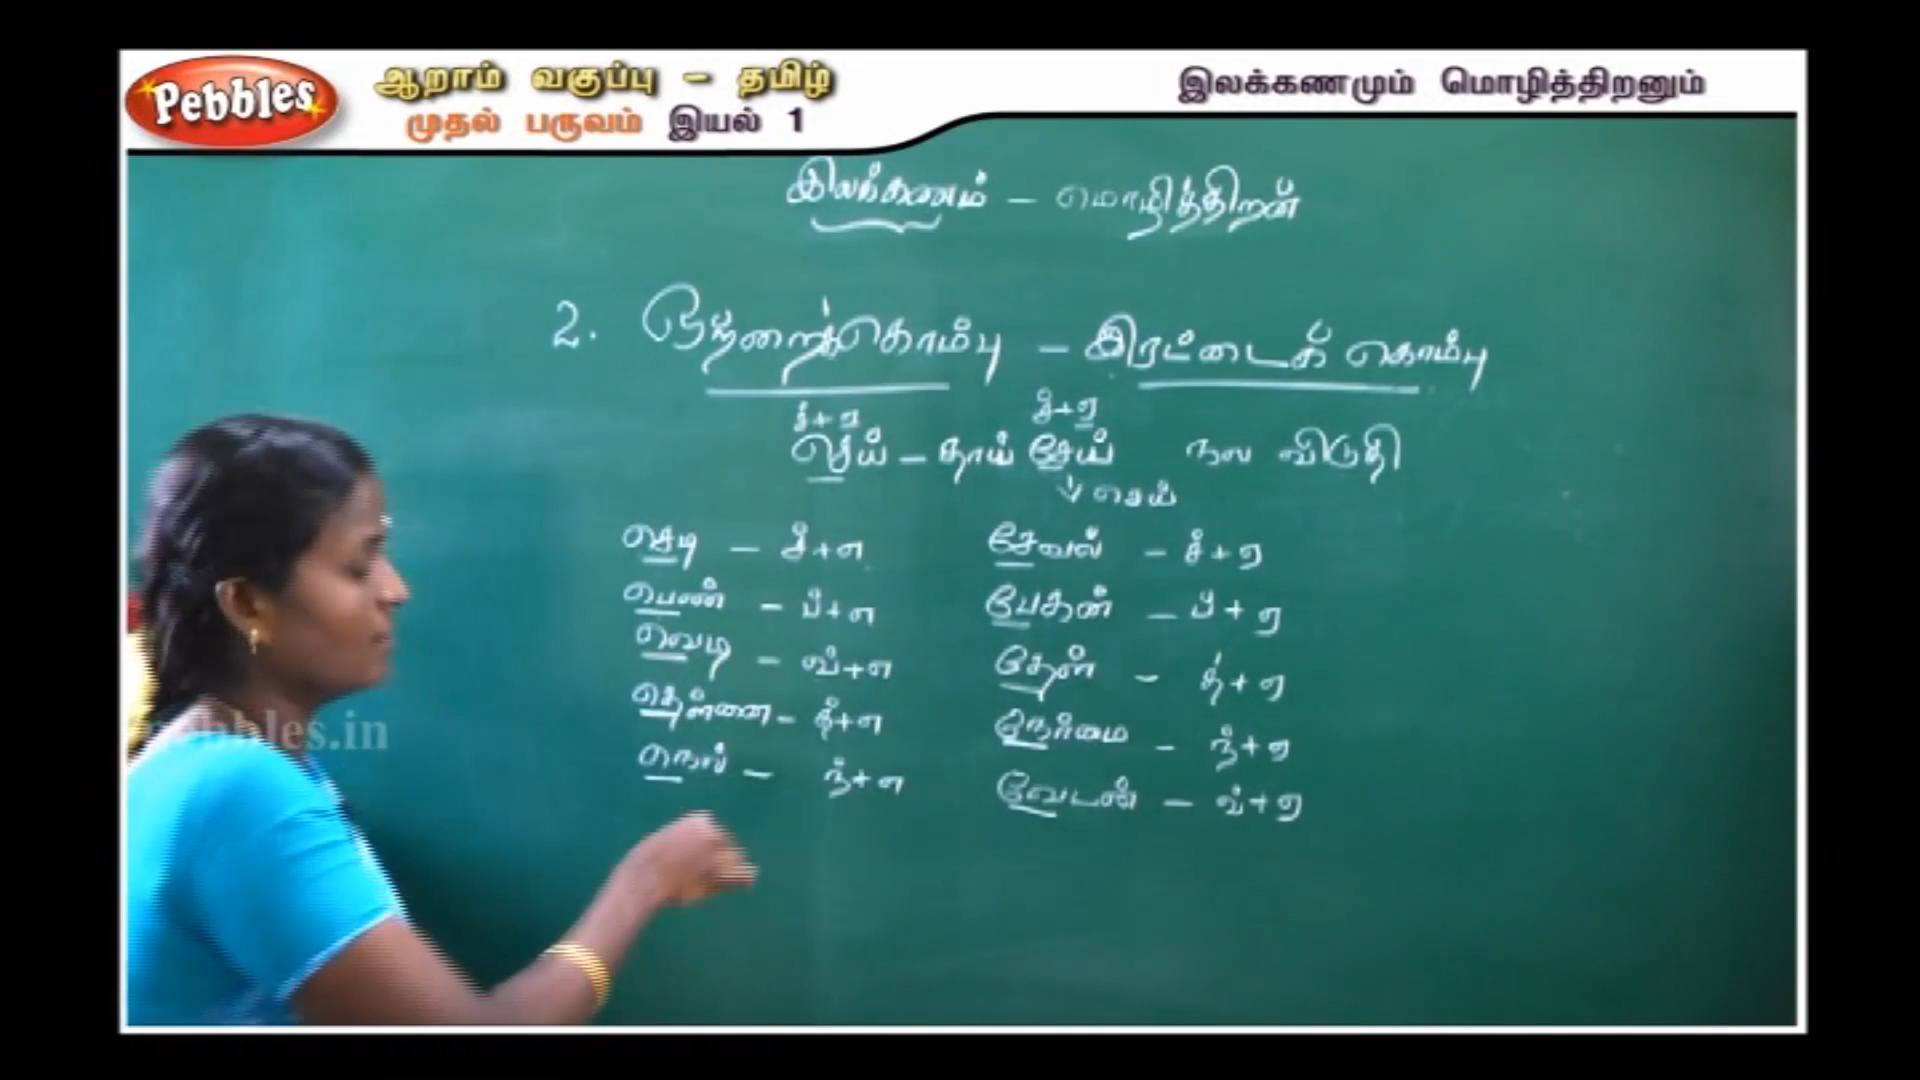 Pebbles
ஆறாம் வகுப்பு - தமிழ்
முதல் பருவம் இயல் 1
இலக்கணமும் மொழித்திறனும்
இலக்கணம் - மொழித்திறன்
2. ஒற்றைக்கொம்பு - இரட்டைக் கொம்பு
ச்+ஏ
செய் - தாய் சேய் நல விடுதி
செய்
செடி - ச்+எ சேவல் - ச்+ஏ
பெண் - ப்+எ பேகன் - ப்+ஏ
வெடி - வ்+எ தேன் - த்+ஏ
- த்+எ நேர்மை - ந்+ஏ
நெல் - ந்+எ வேடன் - வ்+ஏ
pebbles.in